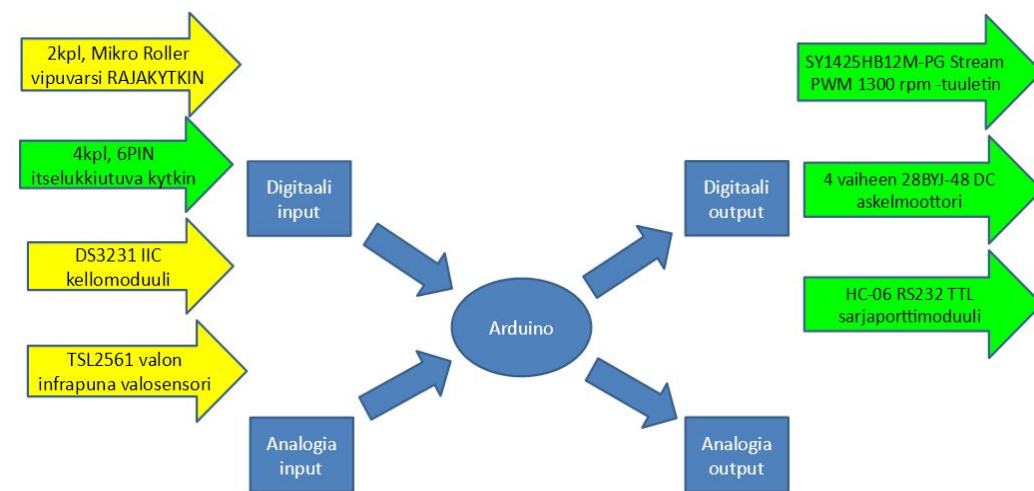 2kpl, Mikro Roller
vipuvarsi RAJAKYTKIN
4kpl, 6PIN
itselukkiutuva kytkin
DS3231 IIC
kellomoduuli
TSL2561 valon
infrapuna valosensori
Digitaali
input
Analogia
input
Arduino
Digitaali
output
Analogia
output
SY1425HB12M-PG Stream
PWM 1300 rpm -tuuletin
4 vaiheen 28BYJ-48 DC
askelmoottori
HC-06 RS232 TTL
sarjaporttimoduuli